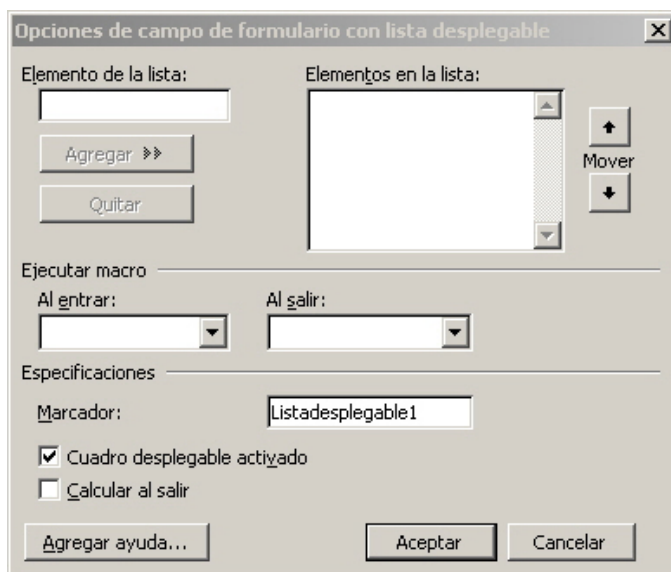 Opciones de campo de formulario con lista desplegable
Elemento de la lista:
Elementos en la lista:
Agregar
Mover
Quitar
Ejecutar macro
Al entrar:
Al salir:
Especificaciones
Marcador:
Listadesplegable1
Cuadro desplegable activado
Calcular al salir
Agregar ayuda...
Aceptar
Cancelar